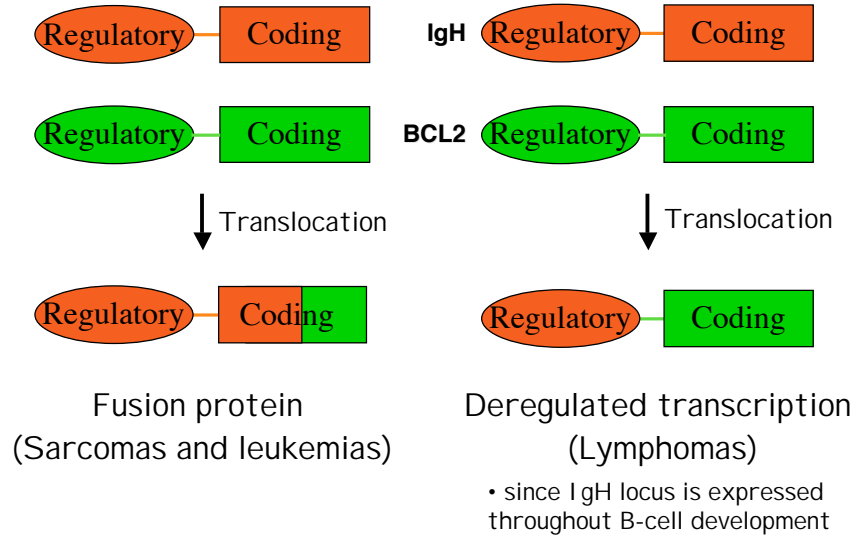 Regulatory Coding
Regulatory Coding
Translocation
Regulatory Coding
Fusion protein
(Sarcomas and leukemias)
IgH Regulatory Coding
BCL2 Regulatory Coding
Translocation
Regulatory Coding
Deregulated transcription
(Lymphomas)
• since IgH locus is expressed
throughout B-cell development